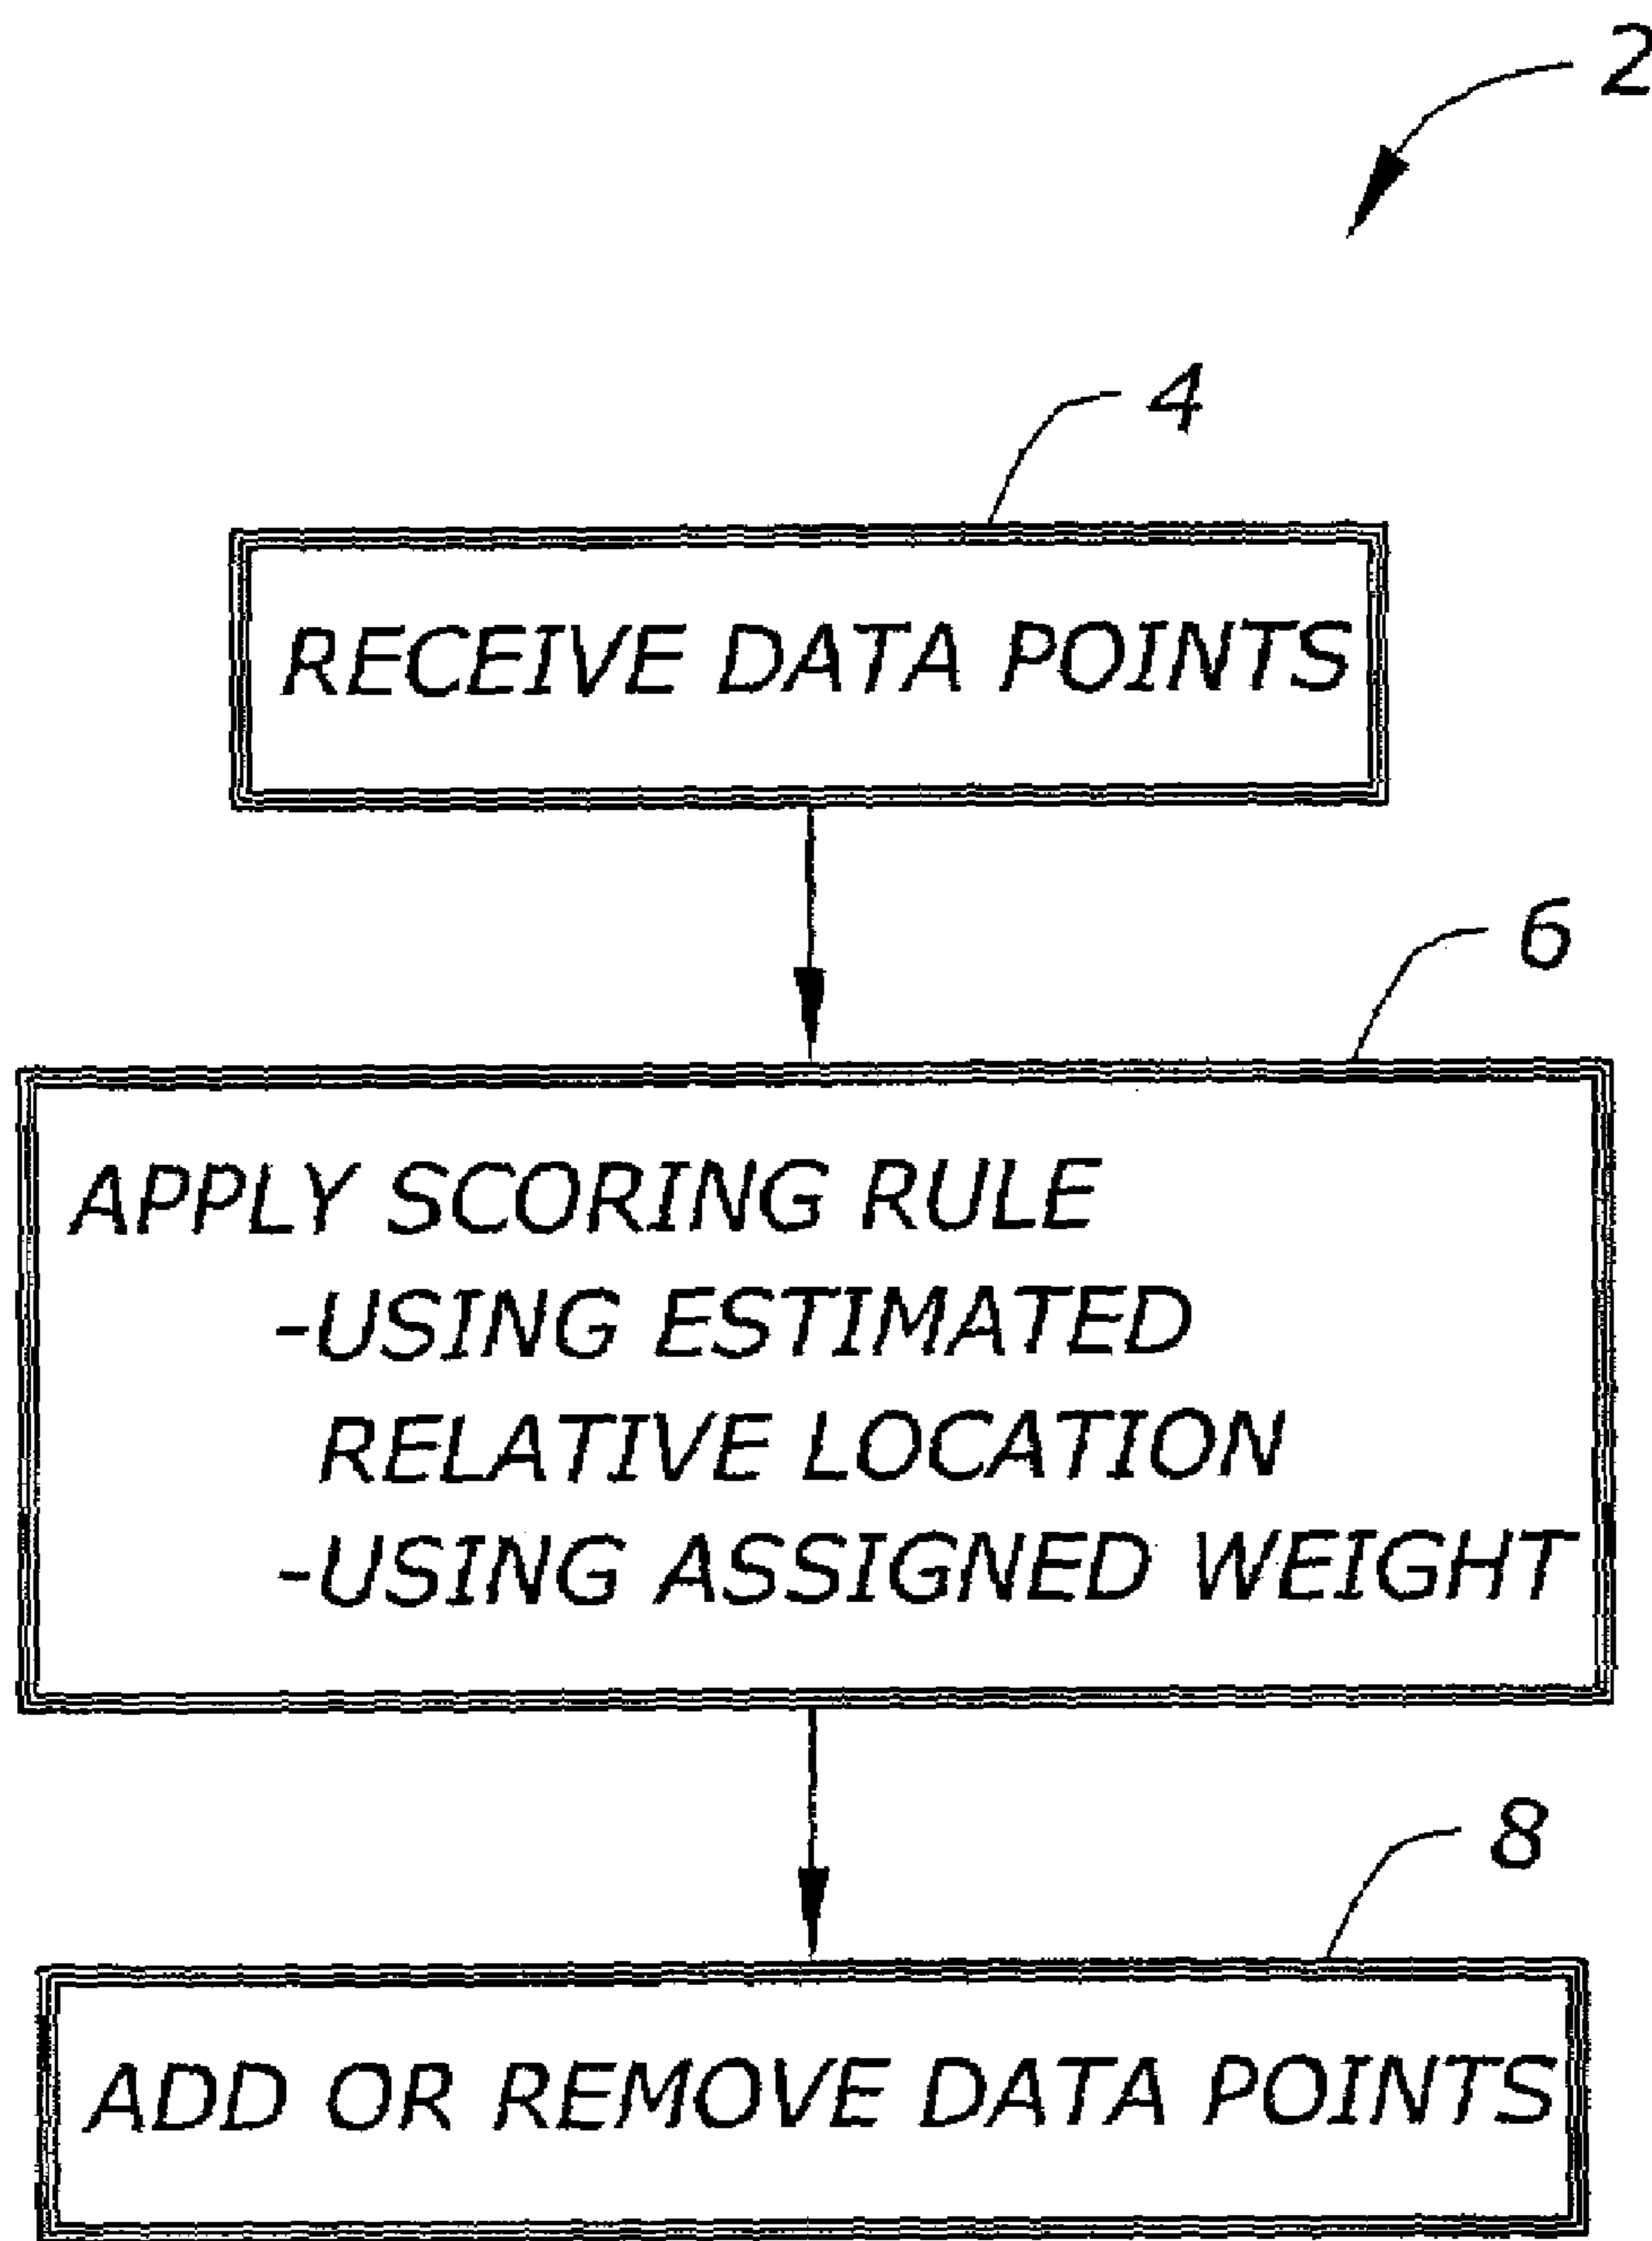 2
4
RECEIVE DATA POINTS
6
APPLY SCORING RULE
-USING ESTIMATED
RELATIVE LOCATION
-USING ASSIGNED WEIGHT
8
ADD OR REMOVE DATA POINTS